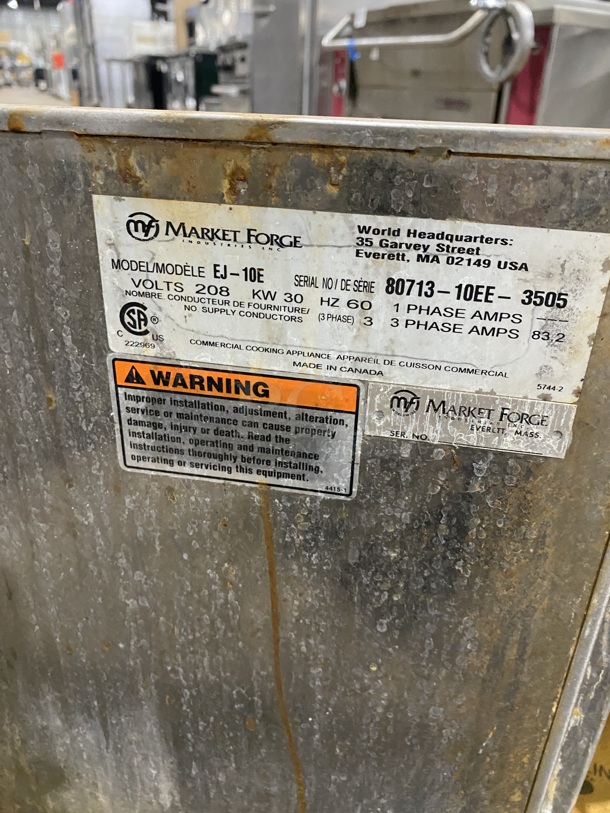 mfi MARKET FORGE
INDUSTRIES INC.
World Headquarters:
35 Garvey Street
Everett, MA 02149 USA
MODEL/MODÈLE EJ-10E SERIAL NO/DE SÉRIE 80713-10EE-3505
VOLTS 208 KW 30 HZ 60 1 PHASE AMPS —
NOMBRE. CONDUCTEUR DE FOURNITURE/
NO SUPPLY CONDUCTORS (3 PHASE) 3 3 PHASE AMPS 83,2
C SA ® US
222969
COMMERCIAL COOKING APPLIANCE APPAREIL DE CUISSON COMMERCIAL
MADE IN CANADA
5744-2
WARNING
Improper installation, adjustment, alteration,
service or maintenance can cause property
damage, injury or death. Read the
installation, operating and maintenance
instructions thoroughly before installing,
operating or servicing this equipment.
4415-1
mfi MARKET FORGE
INDUSTRIES INC.
EVERETT, MASS.
SER. NO.